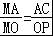 MA/MO = AC/OP